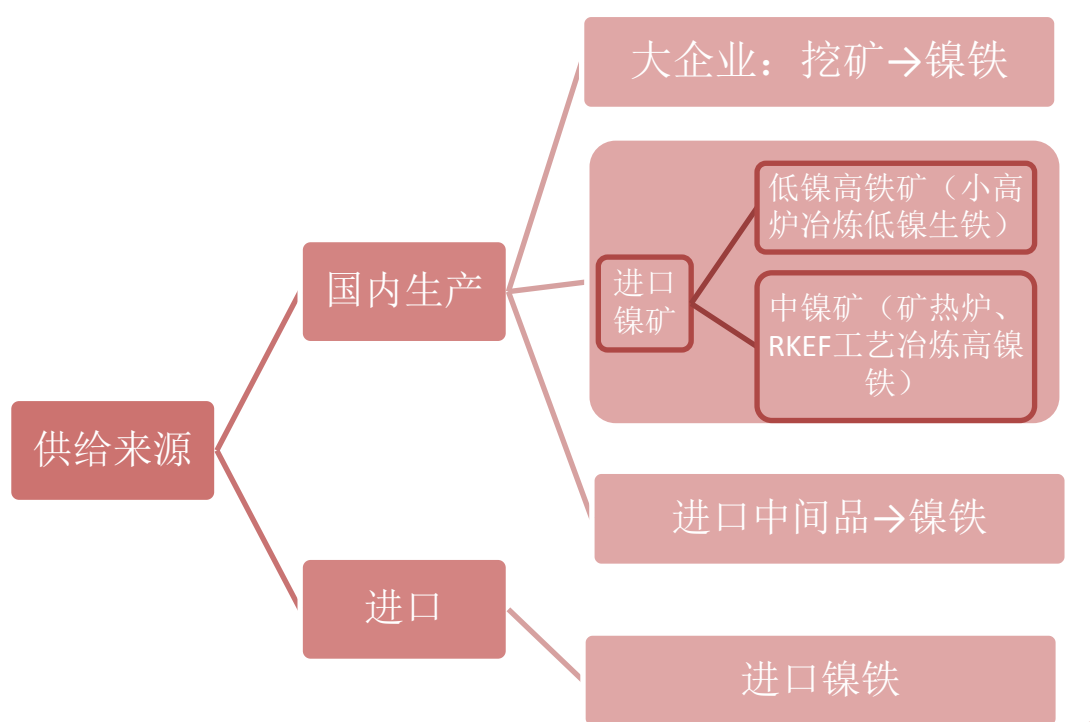 供给来源
国内生产
大企业：挖矿→镍铁
进口
镍矿
低镍高铁矿（小高
炉冶炼低镍生铁）
中镍矿（矿热炉、
RKEF工艺冶炼高镍
铁）
进口中间品→镍铁
进口
进口镍铁